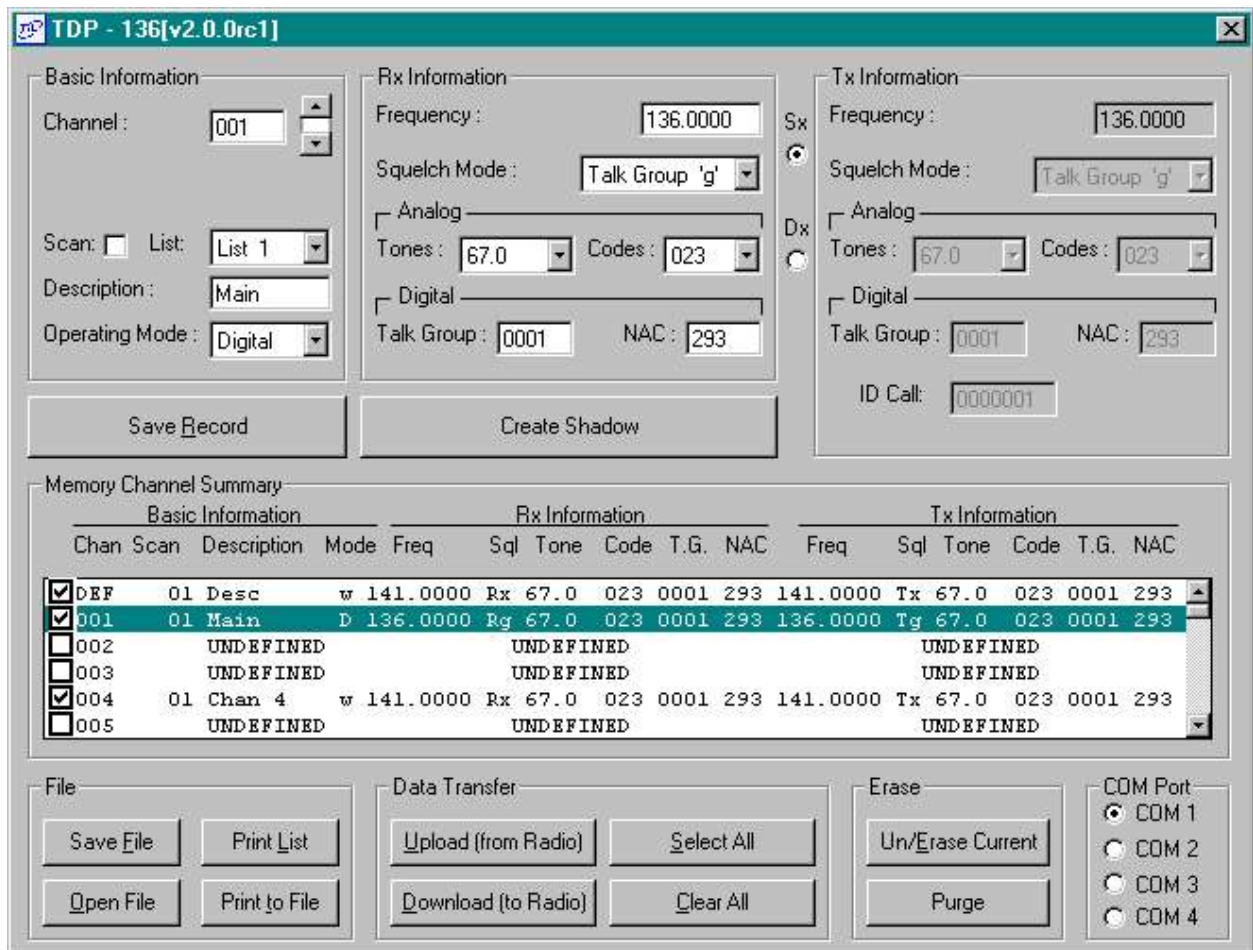 TDP - 136[v2.0.0rc1]
Basic Information
Channel : 001
Scan: List: List 1
Description : Main
Operating Mode : Digital
Rx Information
Frequency : 136.0000
Squelch Mode : Talk Group 'g'
Analog
Tones : 67.0 Codes : 023
Digital
Talk Group : 0001 NAC : 293
Sx
Dx
Tx Information
Frequency : 136.0000
Squelch Mode : Talk Group 'g'
Analog
Tones : 67.0 Codes : 023
Digital
Talk Group : 0001 NAC : 293
ID Call: 0000001
Save Record
Create Shadow
Memory Channel Summary
Basic Information Rx Information Tx Information
Chan Scan Description Mode Freq Sql Tone Code T.G. NAC Freq Sql Tone Code T.G. NAC
DEF 01 Desc w 141.0000 Rx 67.0 023 0001 293 141.0000 Tx 67.0 023 0001 293
001 01 Main D 136.0000 Rg 67.0 023 0001 293 136.0000 Tg 67.0 023 0001 293
002 UNDEFINED UNDEFINED UNDEFINED
003 UNDEFINED UNDEFINED UNDEFINED
004 01 Chan 4 w 141.0000 Rx 67.0 023 0001 293 141.0000 Tx 67.0 023 0001 293
005 UNDEFINED UNDEFINED UNDEFINED
File
Save File Print List
Open File Print to File
Data Transfer
Upload (from Radio) Select All
Download (to Radio) Clear All
Erase
Un/Erase Current
Purge
COM Port
COM 1
COM 2
COM 3
COM 4